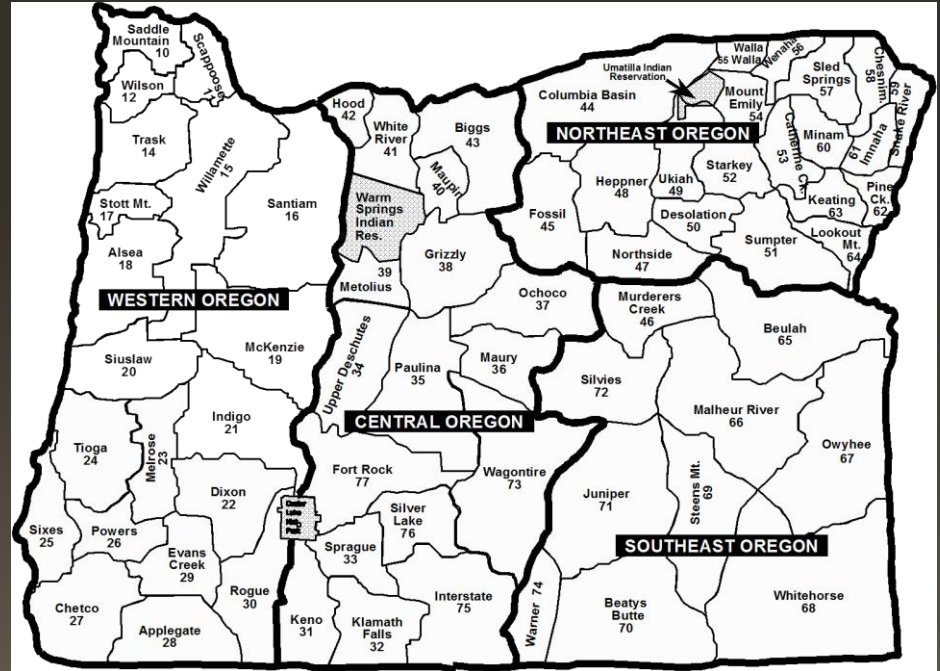 Saddle
Mountain
10
Scappoose
11
Wilson
12
Trask
14
Willamette
15
Santiam
16
Stott Mt.
17
Alsea
18
WESTERN OREGON
McKenzie
19
Siuslaw
20
Indigo
21
Tioga
24
Melrose
23
Dixon
22
Sixes
25
Powers
26
Evans
Creek
29
Rogue
30
Chetco
27
Applegate
28
Hood
42
White
River
41
Biggs
43
Maupin
40
Warm
Springs
Indian
Res.
Grizzly
38
39
Metolius
Ochoco
37
Upper Deschutes
34
Paulina
35
Maury
36
CENTRAL OREGON
Fort Rock
77
Wagontire
73
Silver
Lake
76
Sprague
33
Interstate
75
Keno
31
Klamath
Falls
32
Lake
Park
Umatilla Indian
Reservation
Columbia Basin
44
Walla
55 Walla
Wenaha
56
Mount
Emily
54
Sled
Springs
57
Chesnim.
58
59
Snake River
NORTHEAST OREGON
Catherine Ck.
53
Minam
60
61
Imnaha
Starkey
52
Ukiah
49
Heppner
48
Fossil
45
Desolation
50
Keating
63
Pine
Ck.
62
Lookout
Mt.
64
Sumpter
51
Northside
47
Murderers
Creek
46
Beulah
65
Silvies
72
Malheur River
66
Owyhee
67
Steens Mt.
69
Juniper
71
SOUTHEAST OREGON
Warner 74
Beatys
Butte
70
Whitehorse
68